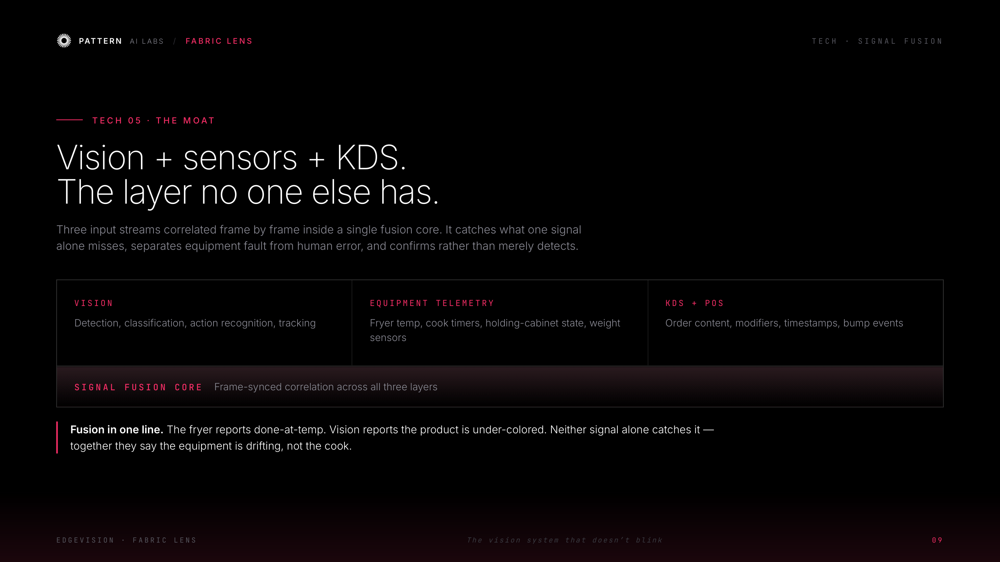 PATTERN AI LABS / FABRIC LENS
TECH · SIGNAL FUSION
TECH 05 · THE MOAT
Vision + sensors + KDS.
The layer no one else has.
Three input streams correlated frame by frame inside a single fusion core. It catches what one signal
alone misses, separates equipment fault from human error, and confirms rather than merely detects.
VISION
Detection, classification, action recognition, tracking
EQUIPMENT TELEMETRY
Fryer temp, cook timers, holding-cabinet state, weight
sensors
KDS + POS
Order content, modifiers, timestamps, bump events
SIGNAL FUSION CORE Frame-synced correlation across all three layers
Fusion in one line. The fryer reports done-at-temp. Vision reports the product is under-colored. Neither signal alone catches it —
together they say the equipment is drifting, not the cook.
EDGEVISION · FABRIC LENS
The vision system that doesn’t blink
09